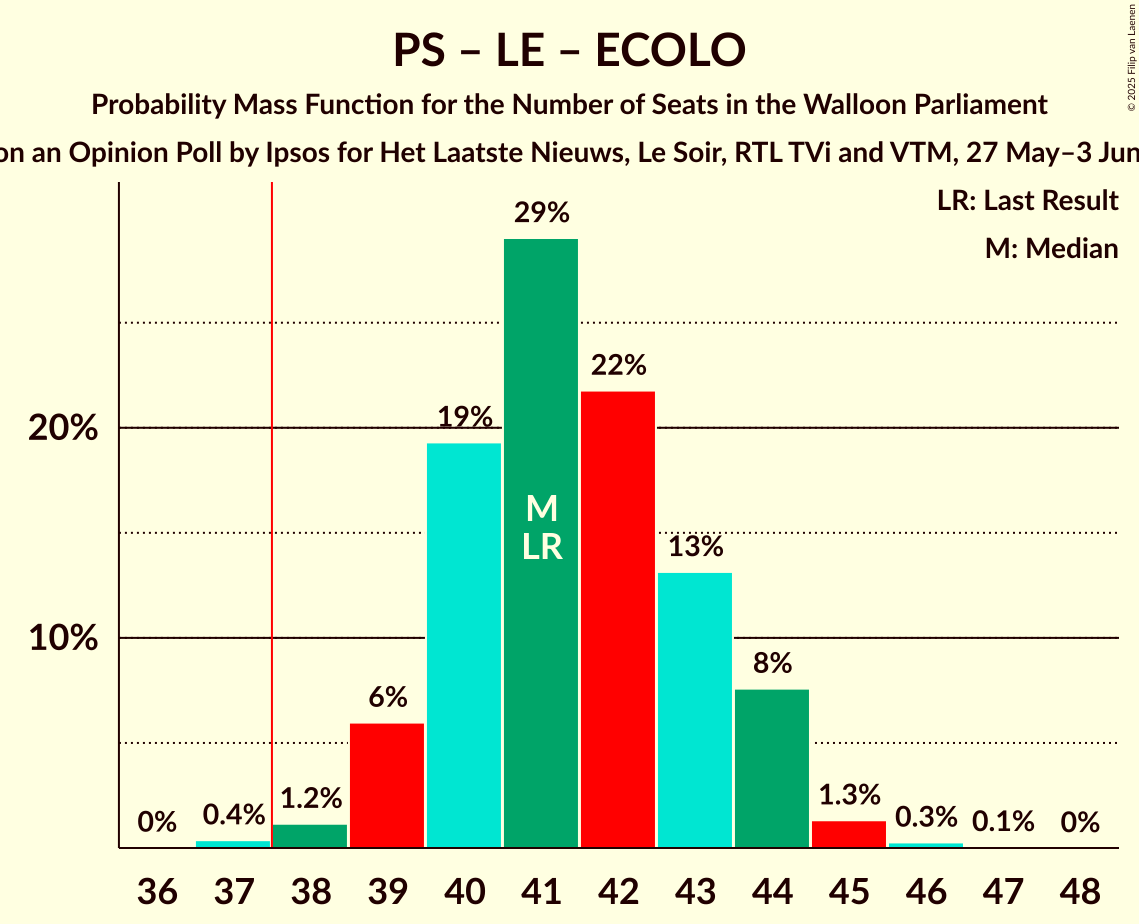 PS – LE – ECOLO
Probability Mass Function for the Number of Seats in the Walloon Parliament
on an Opinion Poll by Ipsos for Het Laatste Nieuws, Le Soir, RTL TVi and VTM, 27 May–3 Jun
© 2025 Filip van Laenen
LR: Last Result
M: Median
29%
22%
19%
20%
M
LR
13%
10%
8%
6%
1.3%
1.2%
0.4%
0.3%
0.1%
0%
0%
36 37 38 39 40 41 42 43 44 45 46 47 48